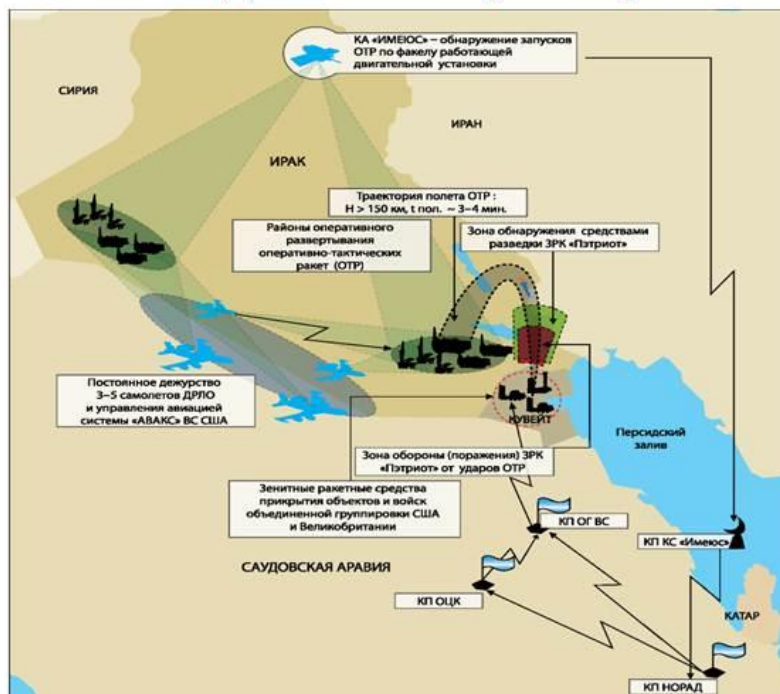 КА «ИМЕЮС» – обнаружение запусков
ОТР по факелу работающей
двигательной установки
СИРИЯ
ИРАН
ИРАК
Траектория полета ОТР :
H > 150 км, t пол. ~ 3–4 мин.
Районы оперативного
развертывания
оперативно-тактических
ракет (ОТР)
Зона обнаружения средствами
разведки ЗРК «Пэтриот»
Постоянное дежурство
3–5 самолетов ДРЛО
и управления авиацией
системы «АВАКС» ВС США
КУВЕЙТ
Персидский
залив
Зона обороны (поражения) ЗРК
«Пэтриот» от ударов ОТР
Зенитные ракетные средства
прикрытия объектов и войск
объединенной группировки США
и Великобритании
КП ОГ ВС
КП КС «Имеюс»
САУДОВСКАЯ АРАВИЯ
КП ОЦК
КАТАР
КП НОРАД